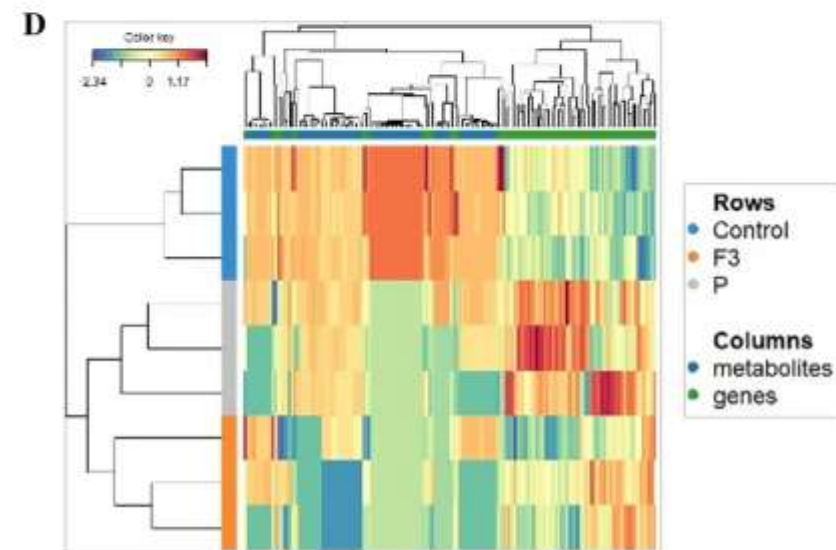 D
Color key
-2.34 0 1.17
Rows
Control
F3
P
Columns
metabolites
genes